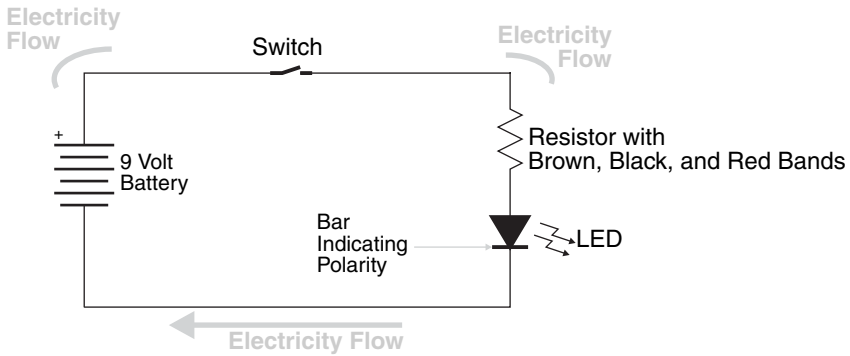 Electricity
Flow
Switch
Electricity
Flow
+
9 Volt
Battery
Resistor with
Brown, Black, and Red Bands
Bar
Indicating
Polarity
LED
Electricity Flow